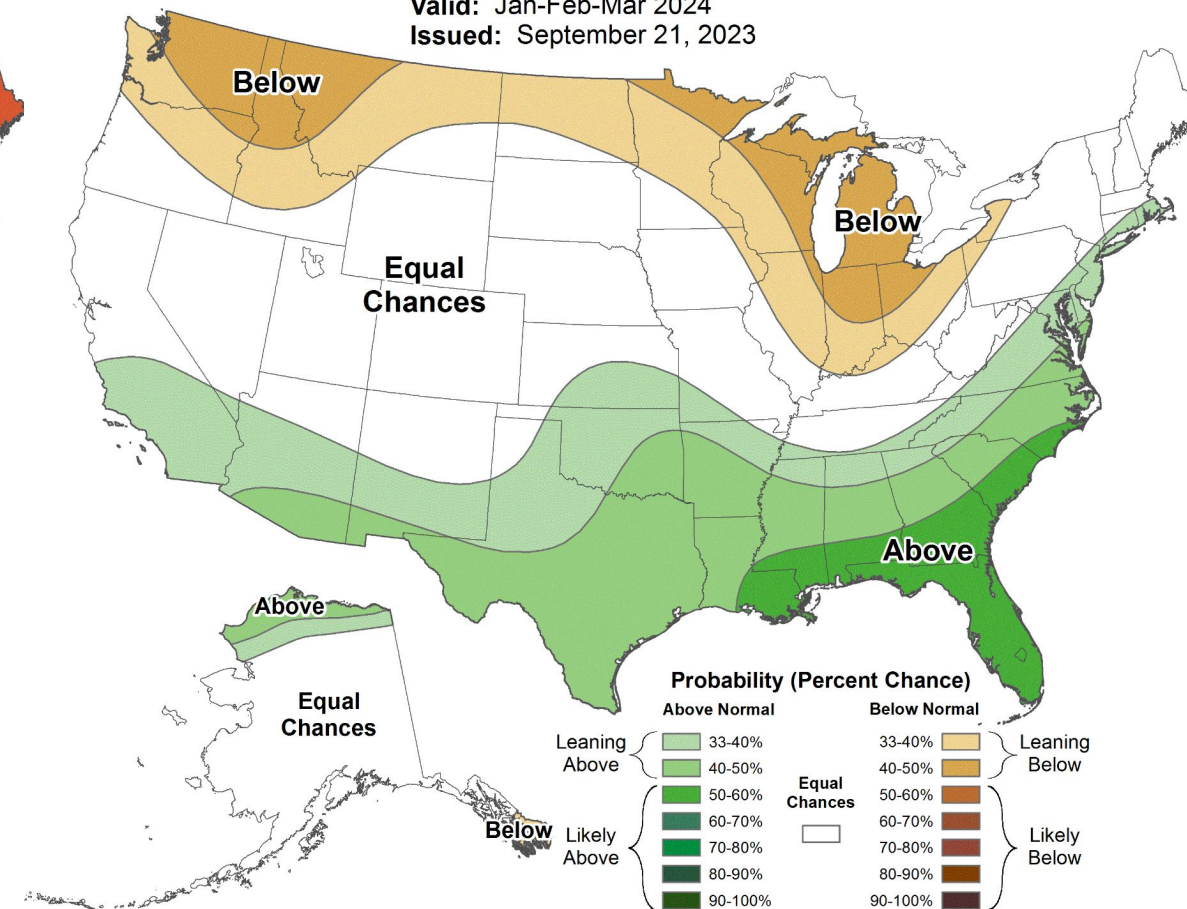 Valid: Jan-Feb-Mar 2024
Issued: September 21, 2023
Below
Below
Equal
Chances
Above
Above
Equal
Chances
Below
Probability (Percent Chance)
Above Normal
Below Normal
Leaning
Above
33-40%
40-50%
Likely
Above
50-60%
60-70%
70-80%
80-90%
90-100%
Equal
Chances
33-40%
40-50%
Leaning
Below
50-60%
60-70%
70-80%
80-90%
90-100%
Likely
Below